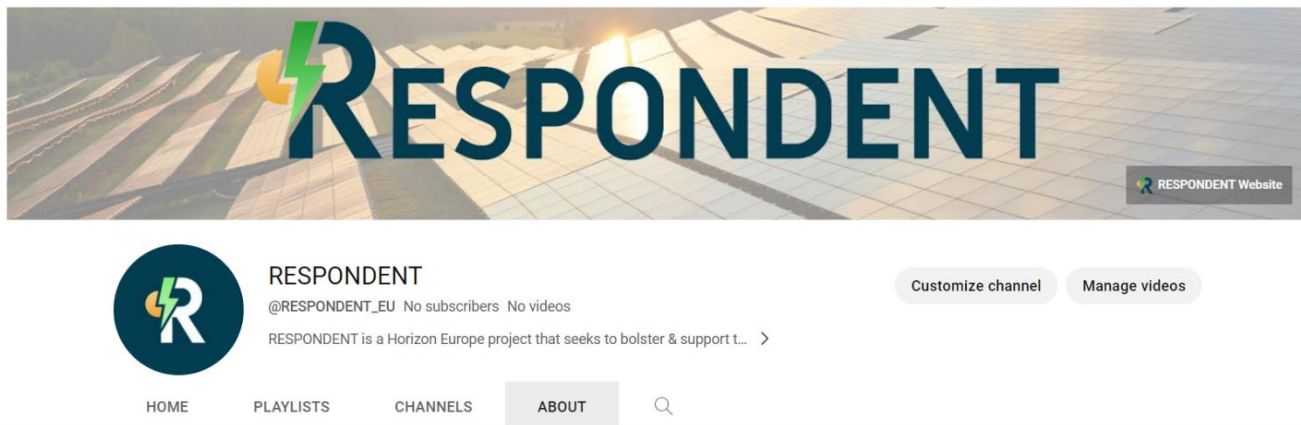 RESPONDENT
RESPONDENT Website
RESPONDENT
@RESPONDENT_EU No subscribers No videos
RESPONDENT is a Horizon Europe project that seeks to bolster & support t...
Customize channel Manage videos
HOME PLAYLISTS CHANNELS ABOUT